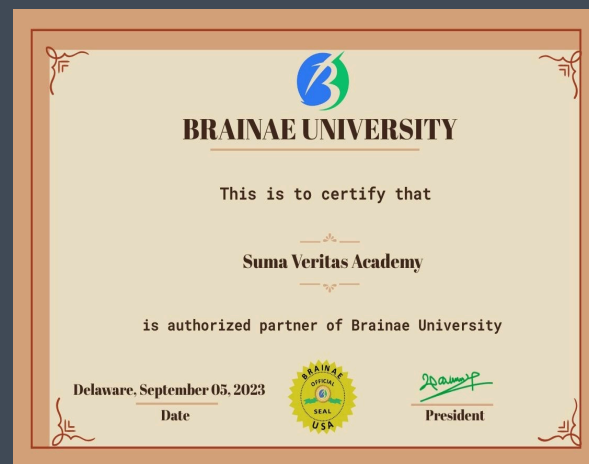 BRAINAE UNIVERSITY
This is to certify that
Suma Veritas Academy
is authorized partner of Brainae University
Delaware, September 05, 2023
Date
BRAINAE
OFFICIAL
SEAL
USA
President